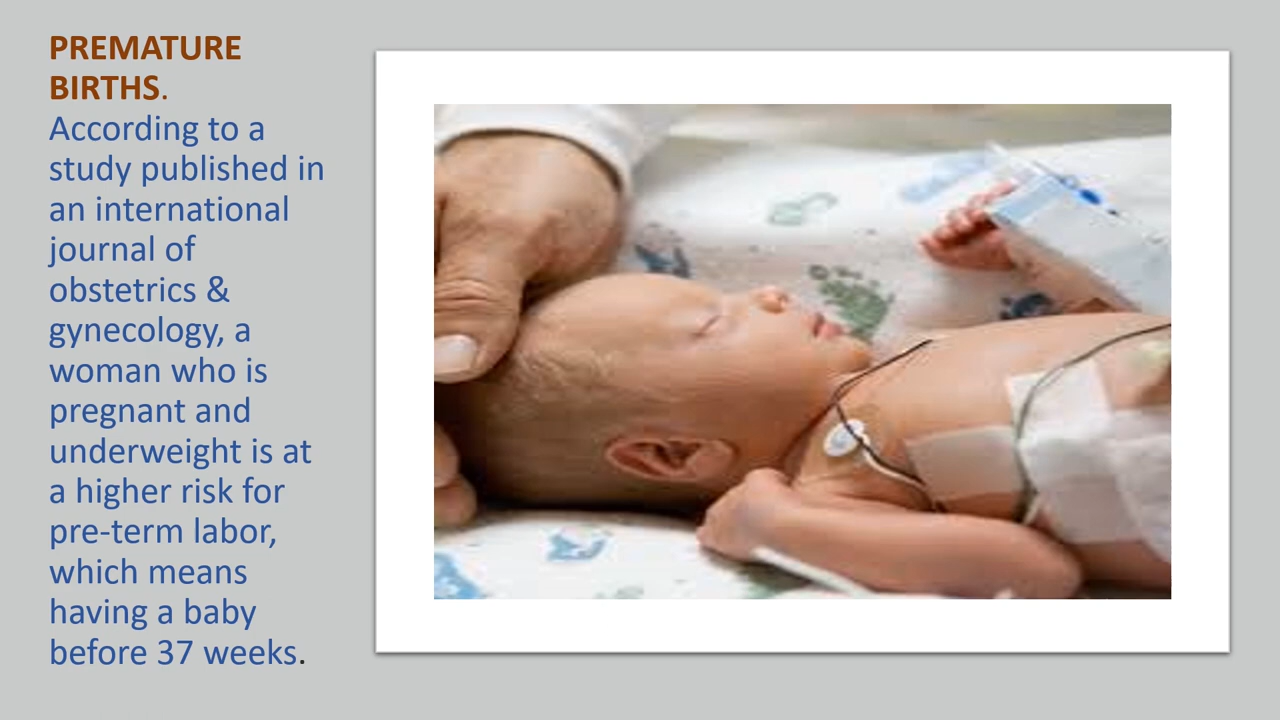 PREMATURE
BIRTHS.
According to a
study published in
an international
journal of
obstetrics &
gynecology, a
woman who is
pregnant and
underweight is at
a higher risk for
pre-term labor,
which means
having a baby
before 37 weeks.